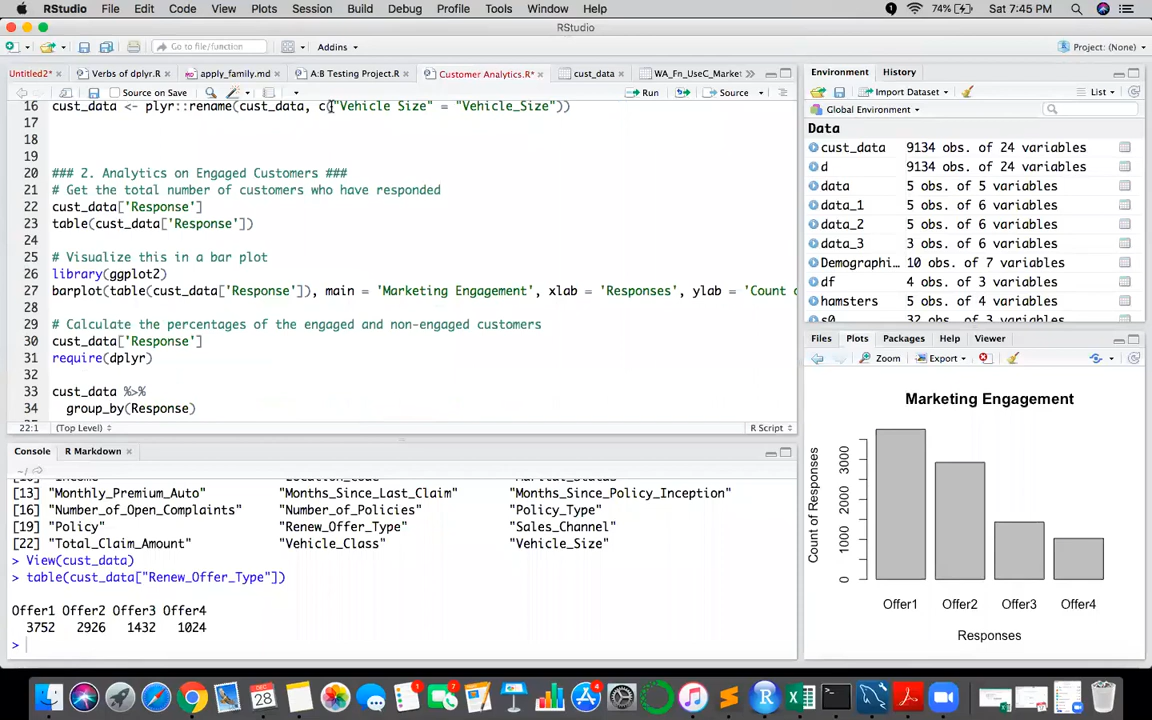 RStudio File Edit Code View Plots Session Build Debug Profile Tools Window Help 74% Sat 7:45 PM
RStudio
Go to file/function Addins Project: (None)
Untitled2* Verbs of dplyr.R apply_family.md A:B Testing Project.R Customer Analytics.R* cust_data WA_Fn_UseC_Market
Source on Save Run Source
16 cust_data <- plyr::rename(cust_data, c("Vehicle Size" = "Vehicle_Size"))
17
18
19
20 ### 2. Analytics on Engaged Customers ###
21 # Get the total number of customers who have responded
22 cust_data['Response']
23 table(cust_data['Response'])
24
25 # Visualize this in a bar plot
26 library(ggplot2)
27 barplot(table(cust_data['Response']), main = 'Marketing Engagement', xlab = 'Responses', ylab = 'Count
28
29 # Calculate the percentages of the engaged and non-engaged customers
30 cust_data['Response']
31 require(dplyr)
32
33 cust_data %>%
34 group_by(Response)
22:1 (Top Level) R Script
Console R Markdown
~/
[13] "Monthly_Premium_Auto" "Months_Since_Last_Claim" "Months_Since_Policy_Inception"
[16] "Number_of_Open_Complaints" "Number_of_Policies" "Policy_Type"
[19] "Policy" "Renew_Offer_Type" "Sales_Channel"
[22] "Total_Claim_Amount" "Vehicle_Class" "Vehicle_Size"
> View(cust_data)
> table(cust_data["Renew_Offer_Type"])
Offer1 Offer2 Offer3 Offer4
3752 2926 1432 1024
>
Environment History
Import Dataset List
Global Environment
Data
cust_data 9134 obs. of 24 variables
d 9134 obs. of 24 variables
data 5 obs. of 5 variables
data_1 5 obs. of 6 variables
data_2 5 obs. of 6 variables
data_3 3 obs. of 6 variables
Demographi… 10 obs. of 7 variables
df 4 obs. of 3 variables
hamsters 5 obs. of 4 variables
s0 32 obs. of 3 variables
Files Plots Packages Help Viewer
Zoom Export
Marketing Engagement
Count of Responses
3000
2000
1000
0
Offer1 Offer2 Offer3 Offer4
Responses